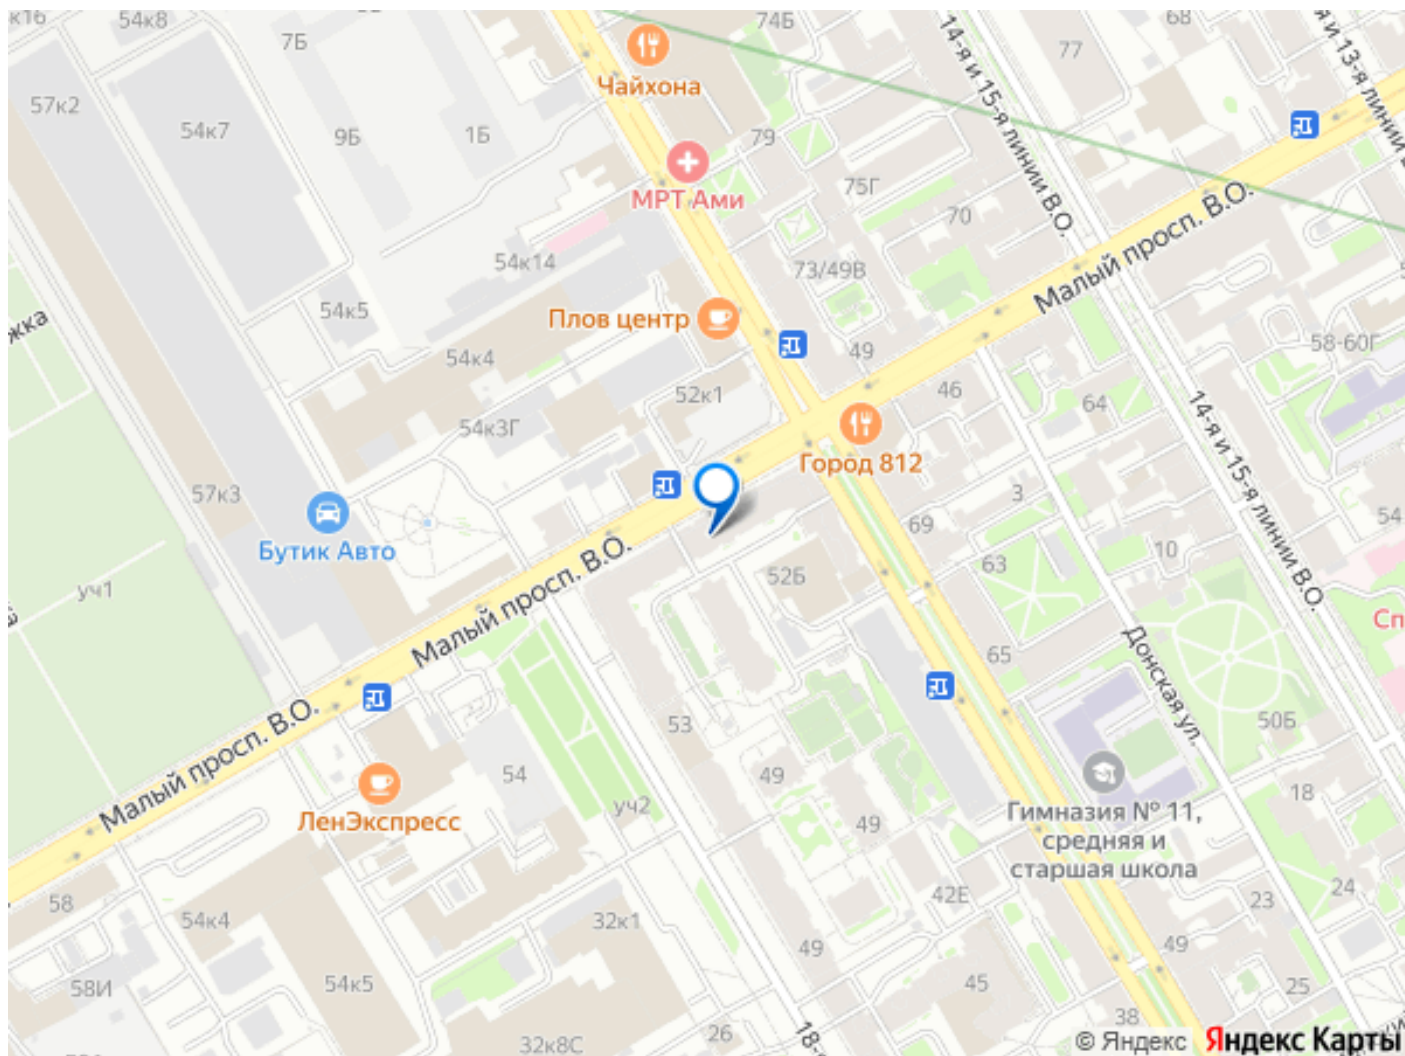 к16
54к8
7Б
74Б
68
77
14-я и 15-я линии В.О.
я и 13-я линии В
57к2
54к7
9Б
1Б
Чайхона
79
МРТ Ами
75Г
70
Малый просп. В.О.
54к14
73/49В
54к5
жка
Плов центр
49
58-60Г
54к4
52к1
46
64
14-я и 15-я линии В.О.
54к3Г
Город 812
57к3
3
69
54
Бутик Авто
10
63
52Б
уч1
Малый просп. В.О.
Сп
65
Донская ул.
Малый просп. В.О.
53
50Б
49
54
уч2
18
ЛенЭкспресс
Гимназия № 11,
средняя и
старшая школа
49
58
54к4
32к1
42Е
24
23
49
49
58И
54к5
45
25
38
26
18-
32к8С
© Яндекс Яндекс Карты